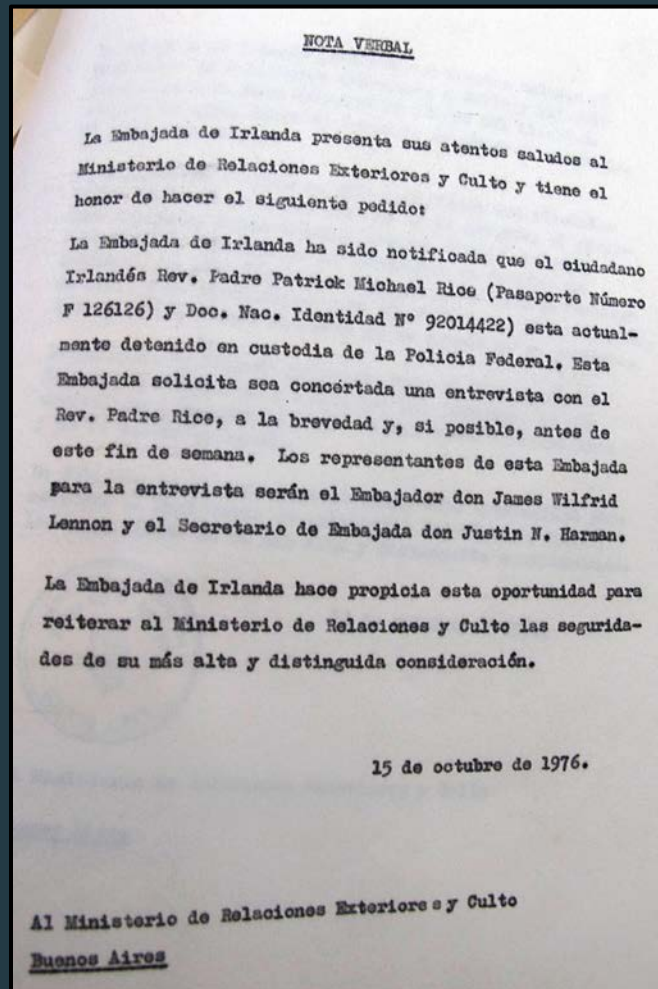 NOTA VERBAL
La Embajada de Irlanda presenta sus atentos saludos al
Ministerio de Relaciones Exteriores y Culto y tiene el
honor de hacer el siguiente pedido:
La Embajada de Irlanda ha sido notificada que el ciudadano
Irlandés Rev. Padre Patrick Michael Rice (Pasaporte Número
F 126126) y Doc. Nac. Identidad Nº 92014422) esta actual-
mente detenido en custodia de la Policia Federal. Esta
Embajada solicita sea concértada una entrevista con el
Rev. Padre Rice, a la brevedad y, si posible, antes de
este fin de semana. Los representantes de esta Embajada
para la entrevista serán el Embajador don James Wilfrid
Lennon y el Secretario de Embajada don Justin N. Harman.
La Embajada de Irlanda hace propicia esta oportunidad para
reiterar al Ministerio de Relaciones y Culto las segurida-
des de su más alta y distinguida consideración.
15 de octubre de 1976.
Al Ministerio de Relaciones Exteriores y Culto
Buenos Aires